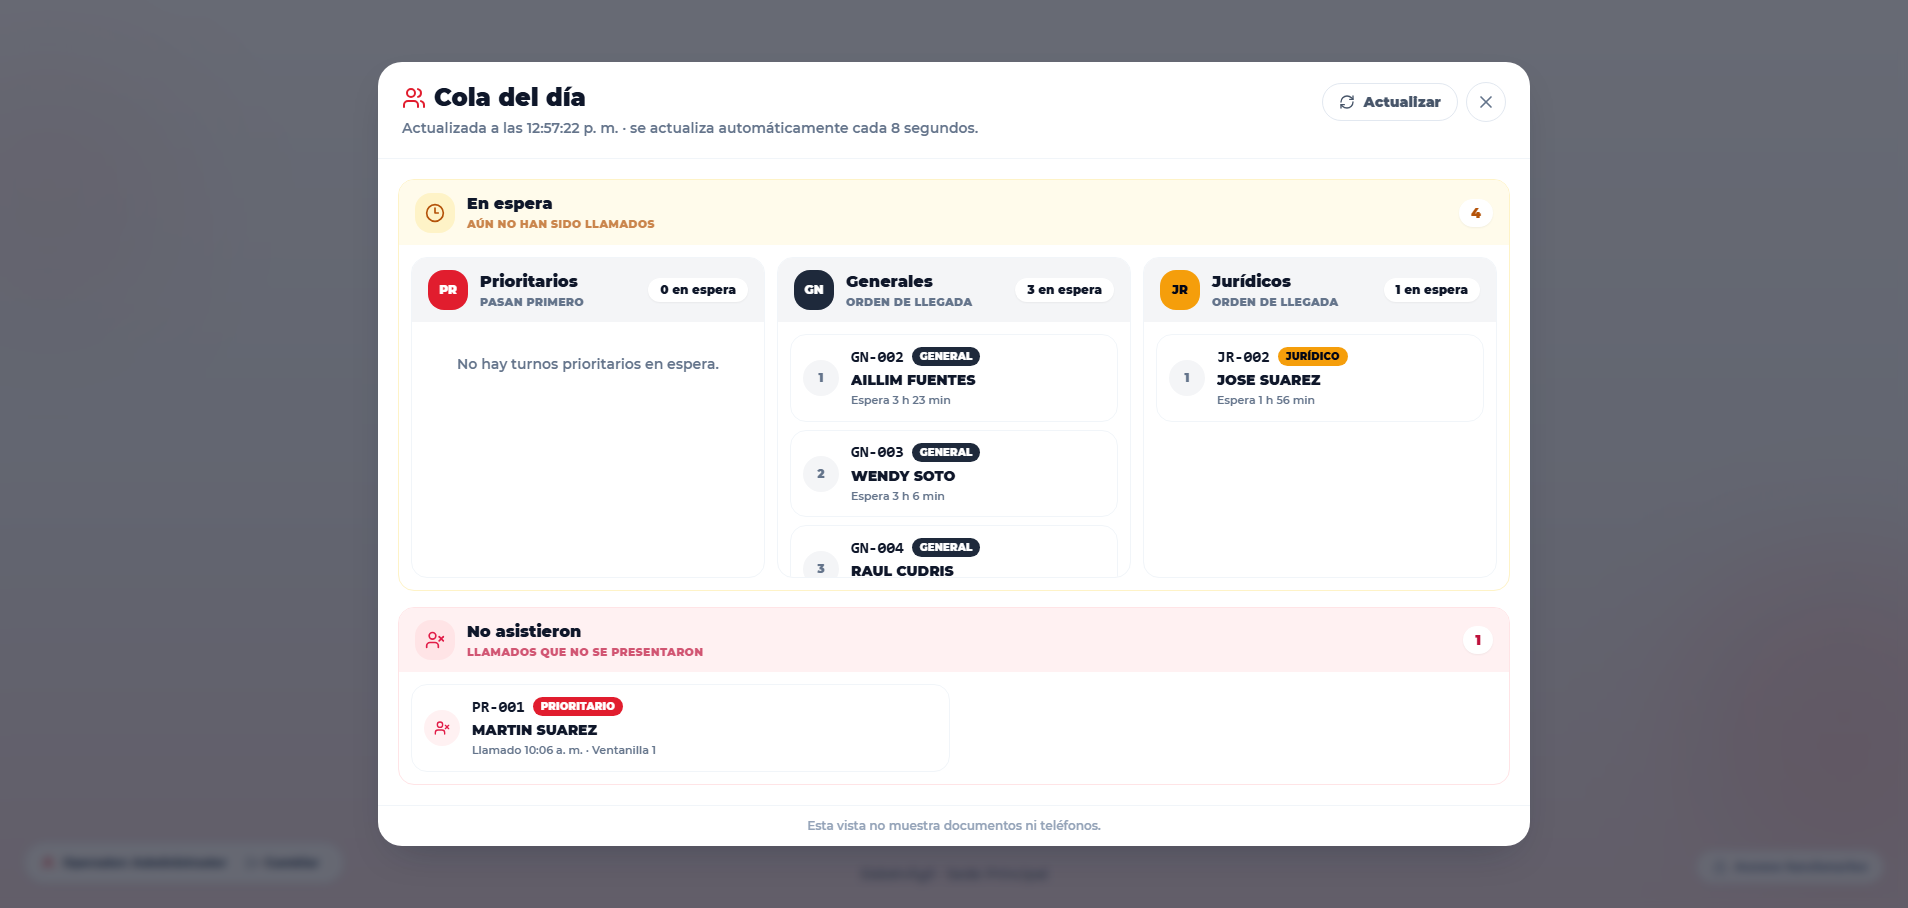 Cola del día
Actualizar
Actualizada a las 12:57:22 p. m. · se actualiza automáticamente cada 8 segundos.
En espera
AÚN NO HAN SIDO LLAMADOS
4
PR
Prioritarios
PASAN PRIMERO
0 en espera
No hay turnos prioritarios en espera.
GN
Generales
ORDEN DE LLEGADA
3 en espera
1
GN-002 GENERAL
AILLIM FUENTES
Espera 3 h 23 min
2
GN-003 GENERAL
WENDY SOTO
Espera 3 h 6 min
3
GN-004 GENERAL
RAUL CUDRIS
JR
Jurídicos
ORDEN DE LLEGADA
1 en espera
1
JR-002 JURÍDICO
JOSE SUAREZ
Espera 1 h 56 min
No asistieron
LLAMADOS QUE NO SE PRESENTARON
1
PR-001 PRIORITARIO
MARTIN SUAREZ
Llamado 10:06 a. m. · Ventanilla 1
Esta vista no muestra documentos ni teléfonos.